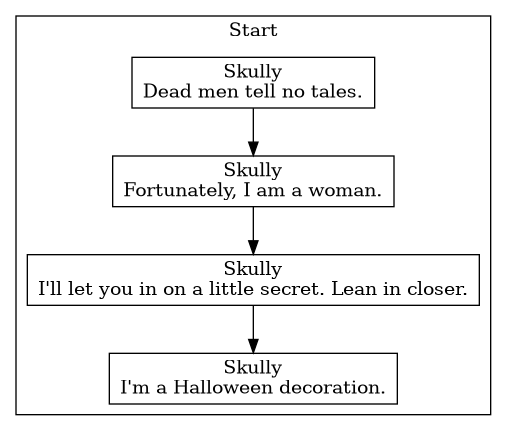 Start
Skully
Dead men tell no tales.
Skully
Fortunately, I am a woman.
Skully
I'll let you in on a little secret. Lean in closer.
Skully
I'm a Halloween decoration.